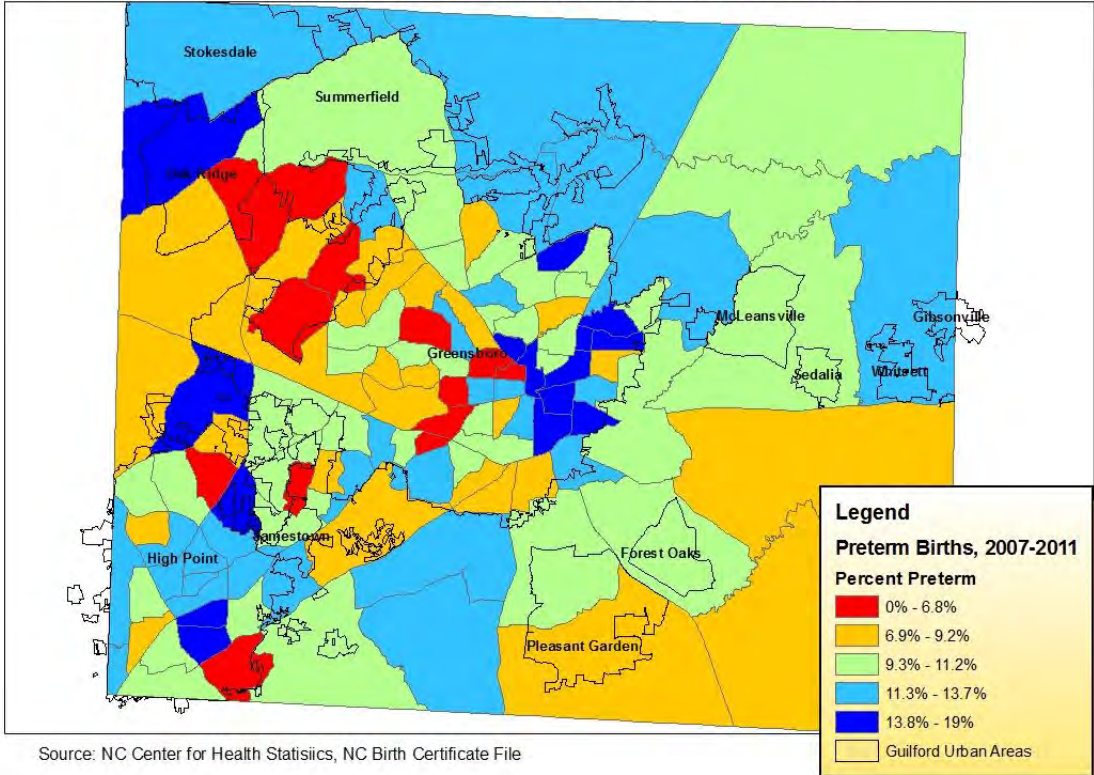 Stokesdale
Summerfield
Oak Ridge
McLeansville
Gibsonville
Greensboro
Sedalia
Whitsett
Jamestown
High Point
Forest Oaks
Pleasant Garden
Legend
Preterm Births, 2007-2011
Percent Preterm
0% - 6.8%
6.9% - 9.2%
9.3% - 11.2%
11.3% - 13.7%
13.8% - 19%
Guilford Urban Areas
Source: NC Center for Health Statisiics, NC Birth Certificate File